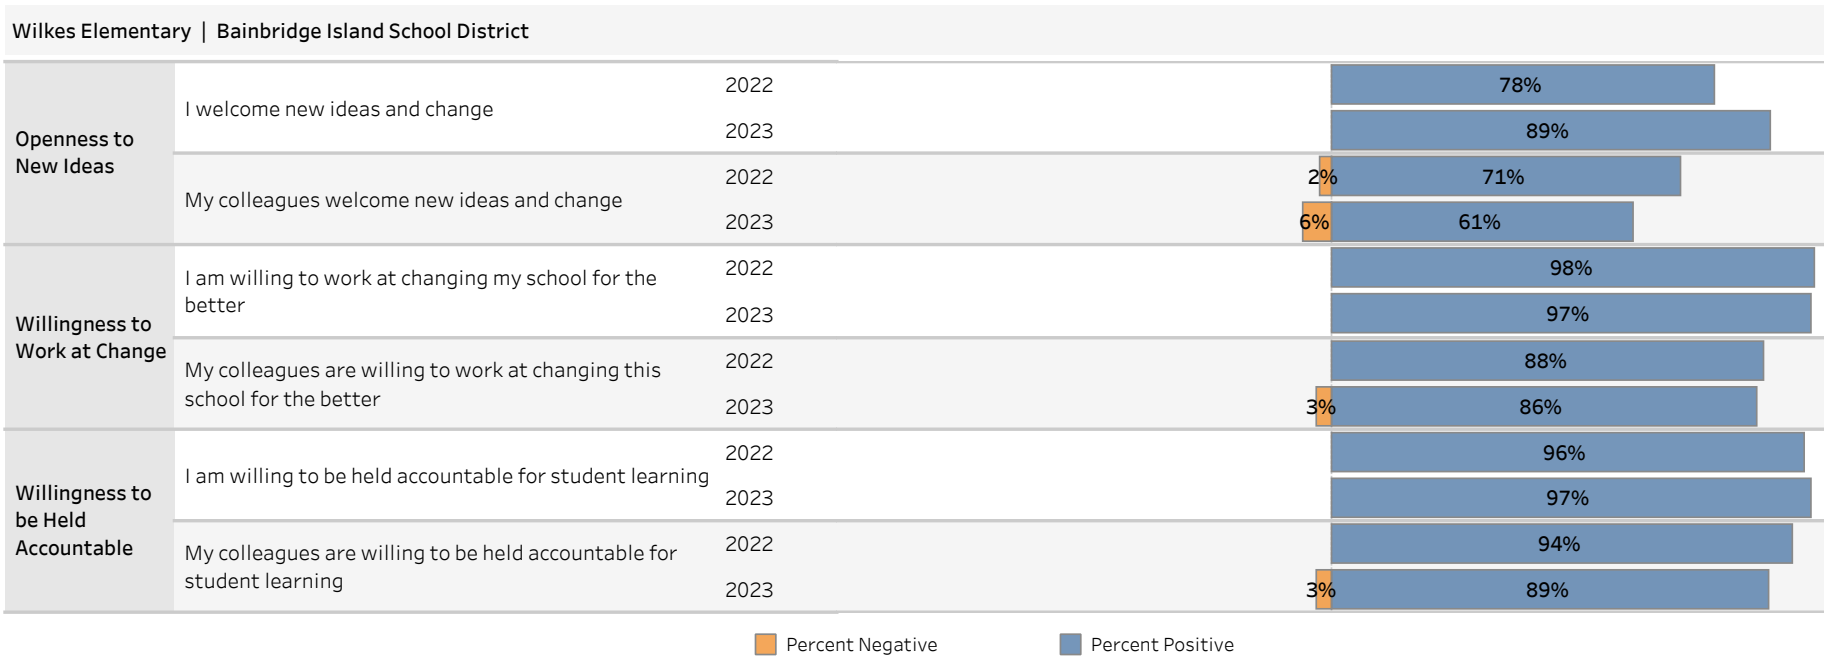 Wilkes Elementary | Bainbridge Island School District
Openness to
New Ideas
I welcome new ideas and change
2022
78%
2023
89%
My colleagues welcome new ideas and change
2022
2%
71%
2023
6%
61%
Willingness to
Work at Change
I am willing to work at changing my school for the
better
2022
98%
2023
97%
My colleagues are willing to work at changing this
school for the better
2022
88%
2023
3%
86%
Willingness to
be Held
Accountable
I am willing to be held accountable for student learning
2022
96%
2023
97%
My colleagues are willing to be held accountable for
student learning
2022
94%
2023
3%
89%
Percent Negative
Percent Positive